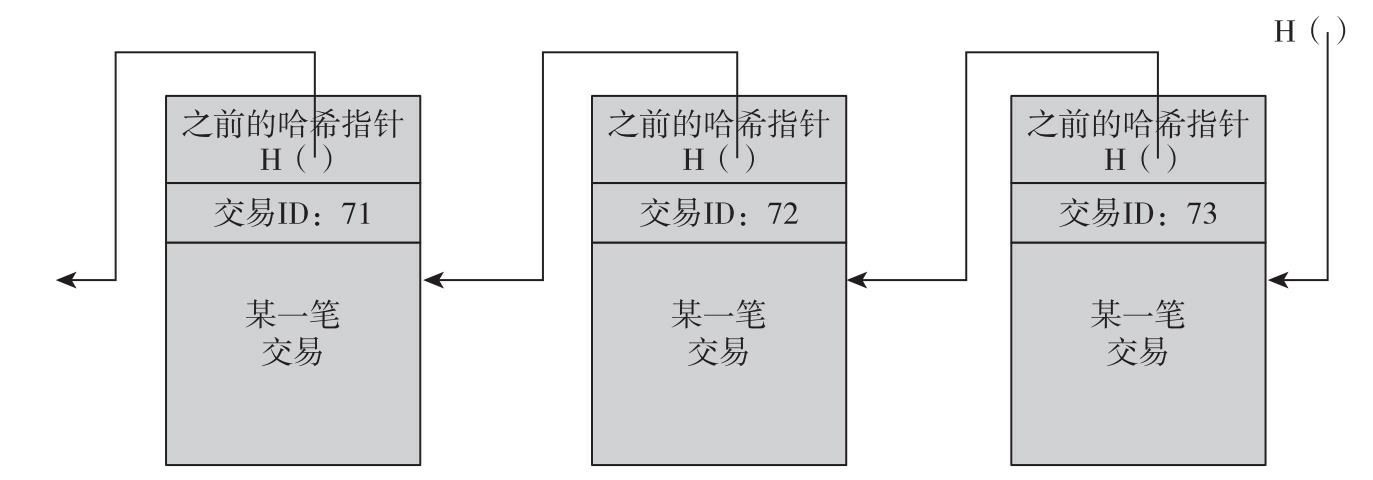 H（ ）
之前的哈希指针
H（ ）
交易ID：71
某一笔
交易
之前的哈希指针
H（ ）
交易ID：72
某一笔
交易
之前的哈希指针
H（ ）
交易ID：73
某一笔
交易